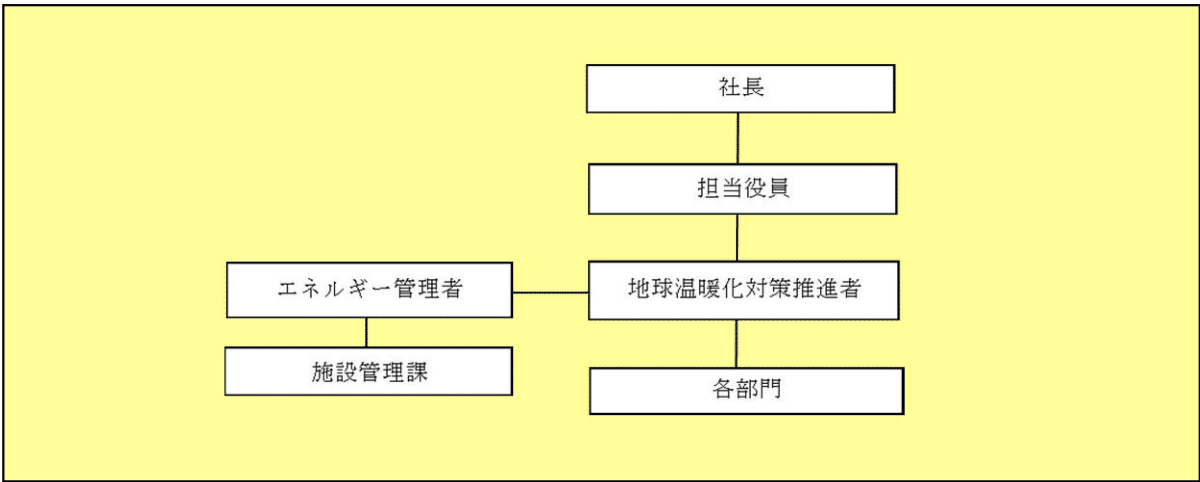 社長
担当役員
エネルギー管理者
地球温暖化対策推進者
施設管理課
各部門